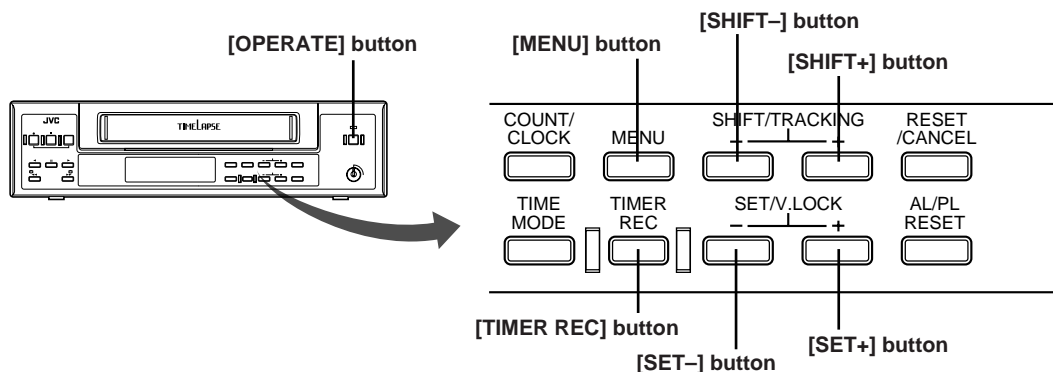 [SHIFT–] button
[OPERATE] button
[MENU] button
[SHIFT+] button
JVC
TIMELAPSE
COUNT/
CLOCK
MENU
SHIFT/TRACKING
– +
RESET
/CANCEL
TIME
MODE
TIMER
REC
SET/V.LOCK
– +
AL/PL
RESET
[TIMER REC] button
[SET–] button
[SET+] button